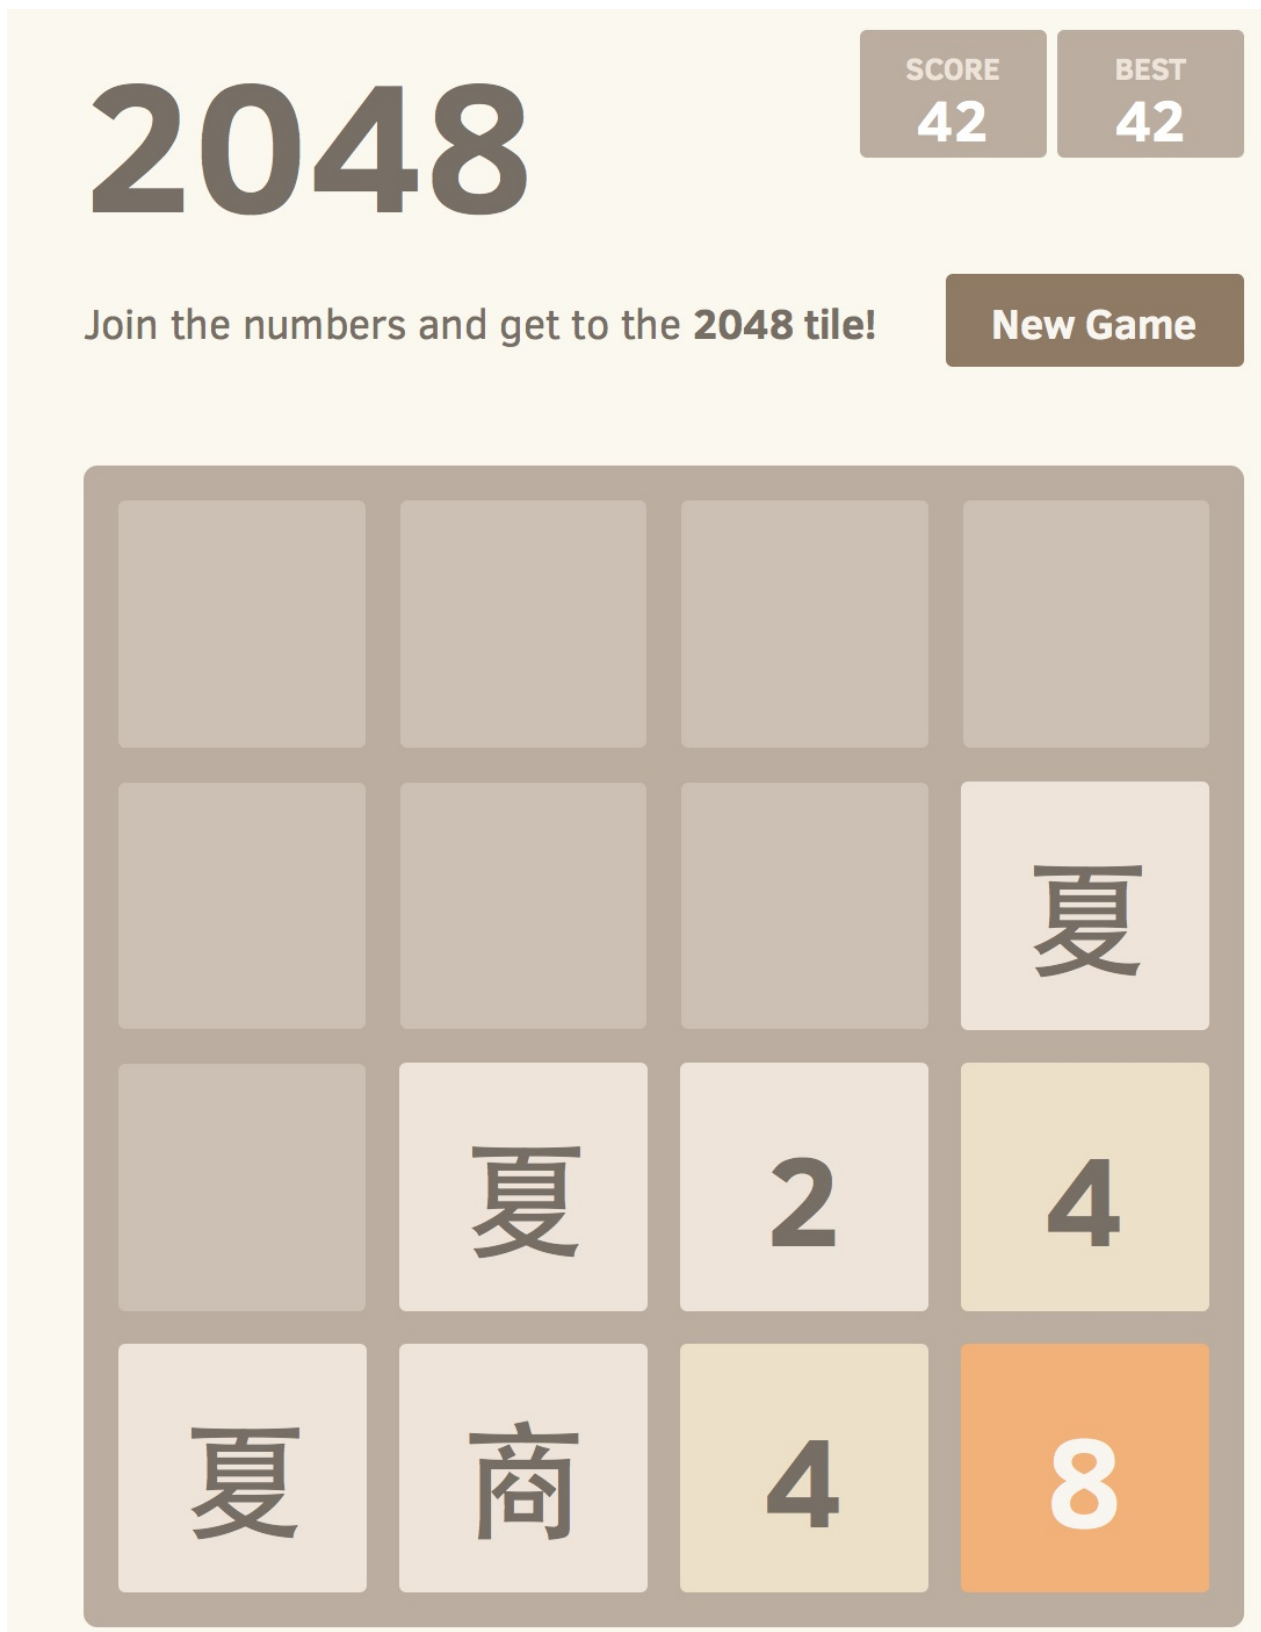 2048
SCORE
42
BEST
42
Join the numbers and get to the 2048 tile!
New Game
夏
夏 2 4
夏 商 4 8